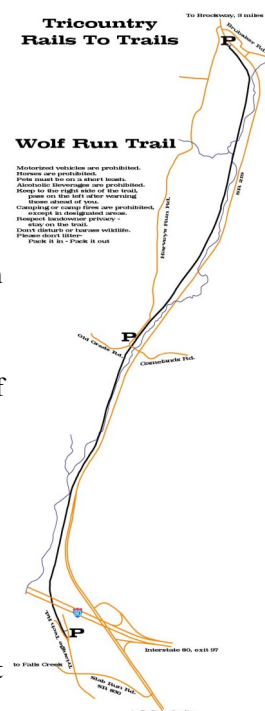 To Brockway, 3 miles
Tricountry
Rails To Trails
P
Brubaker Rd.
Wolf Run Trail
Motorized vehicles are prohibited.
Horses are prohibited.
Pets must be on a short leash.
Alcoholic Beverages are prohibited.
Keep to the right side of the trail,
pass on the left after warning
those ahead of you.
Camping or camp fires are prohibited,
except in designated areas.
Respect landowner privacy -
stay on the trail.
Don't disturb or harass wildlife.
Please don't litter-
Pack it in - Pack it out
SR 219
Harveys Run Rd.
n
P
Old Grade Rd.
Gamelands Rd.
f
80
P
Interstate 80, exit 97
to Falls Creek
t
Slab Run Rd.
SR 830